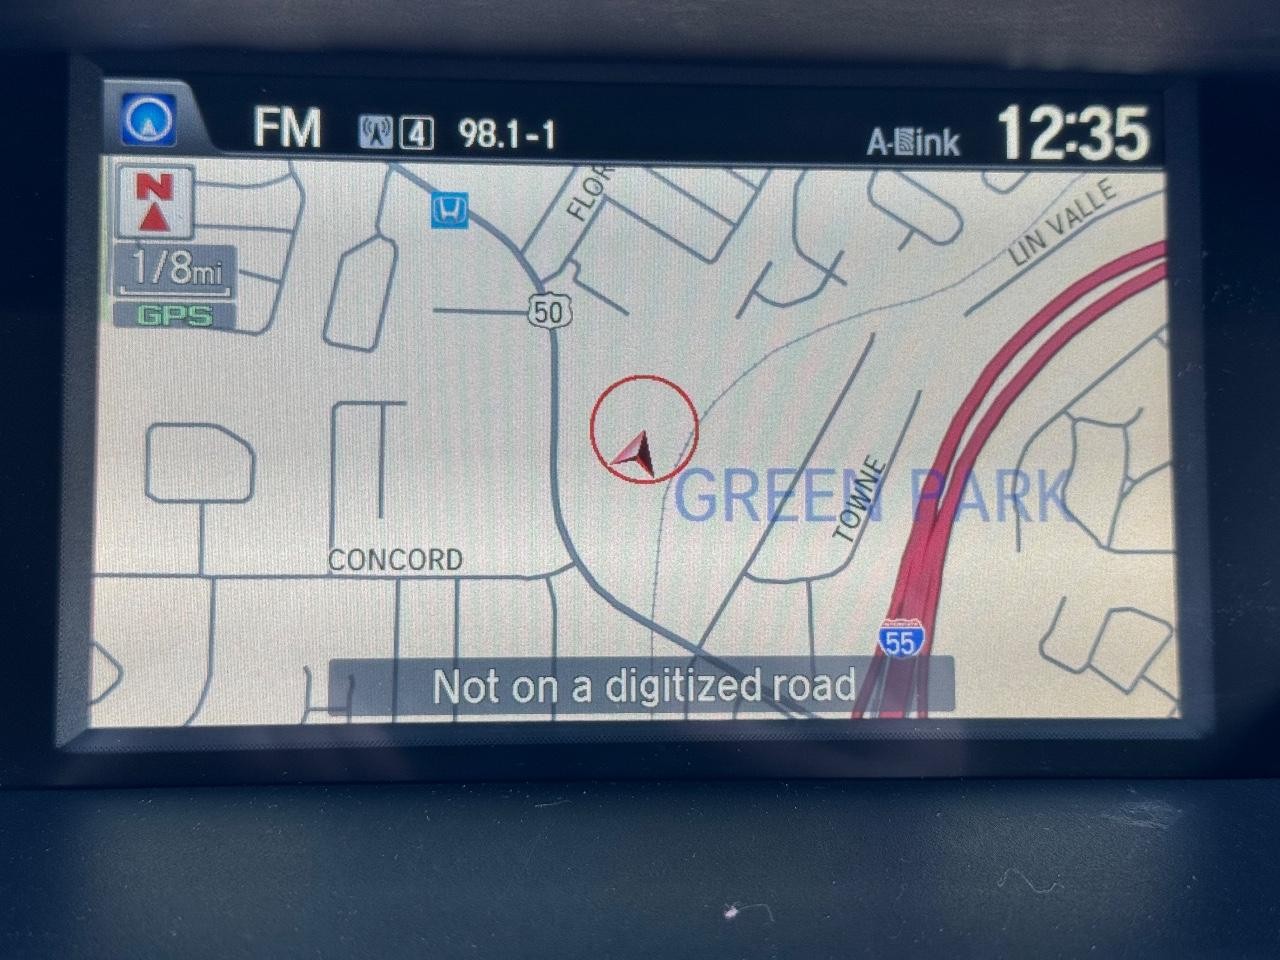 FM 4 98.1-1 A-Link 12:35
N
1/8mi
GPS
FLOR
LIN VALLE
50
GREEN PARK
TOWNE
CONCORD
INTERSTATE
55
Not on a digitized road